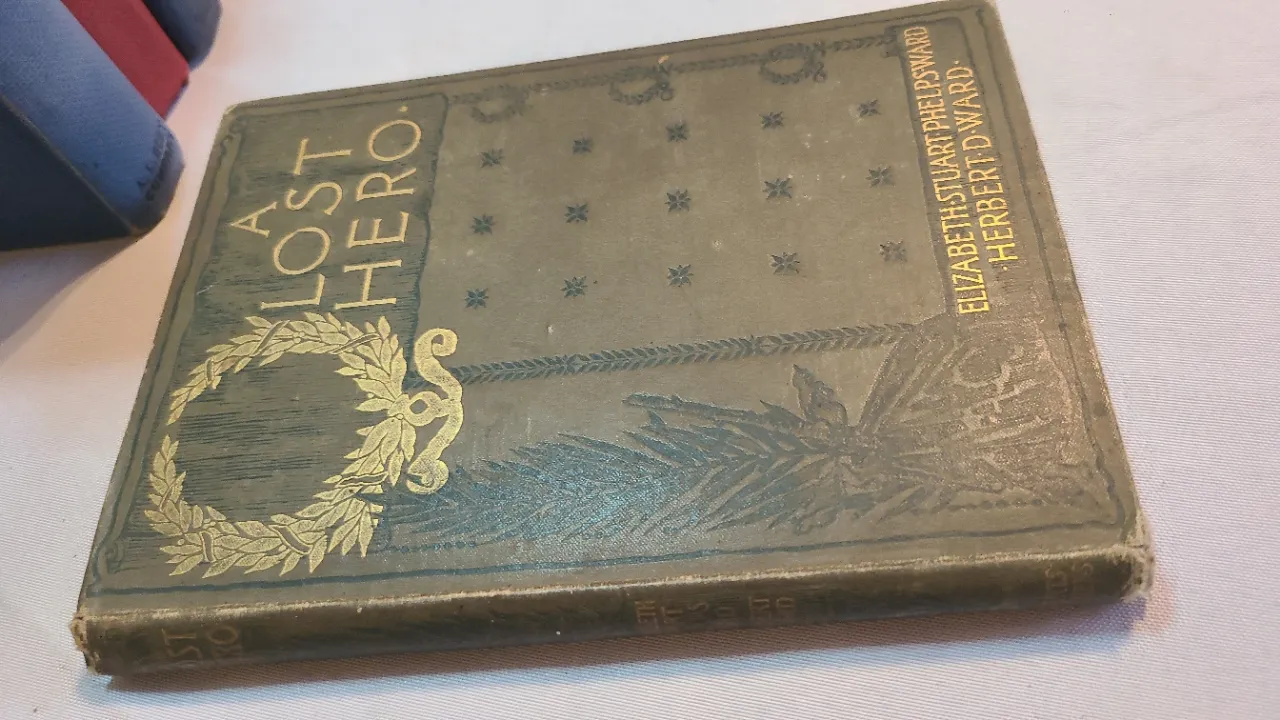 A
LOST
HERO.
ELIZABETH·STUART·PHELPS·WARD
·HERBERT·D·WARD·